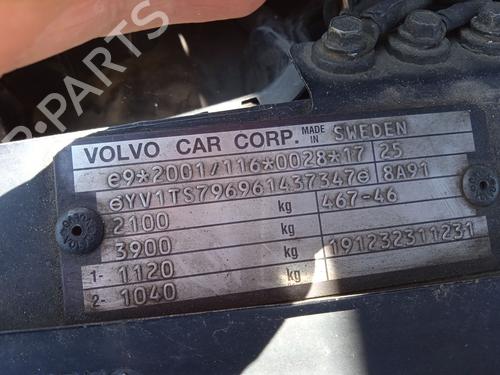 VOLVO CAR CORP. MADE IN SWEDEN
e9*2001/116*0028*17 25
YV1TS796961437347 8A91
2100 kg 467-46
3900 kg
1- 1120 kg 191232311231
2- 1040
B-PARTS